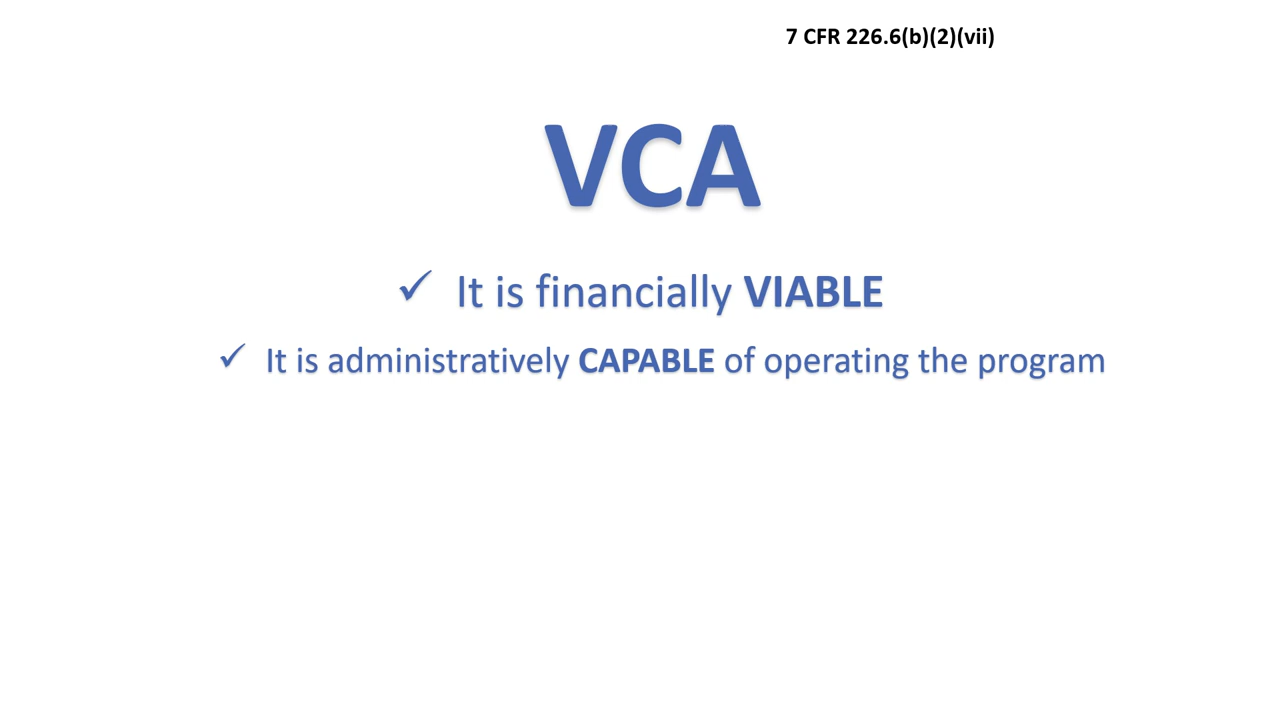 7 CFR 226.6(b)(2)(vii)
VCA
✓ It is financially VIABLE
✓ It is administratively CAPABLE of operating the program